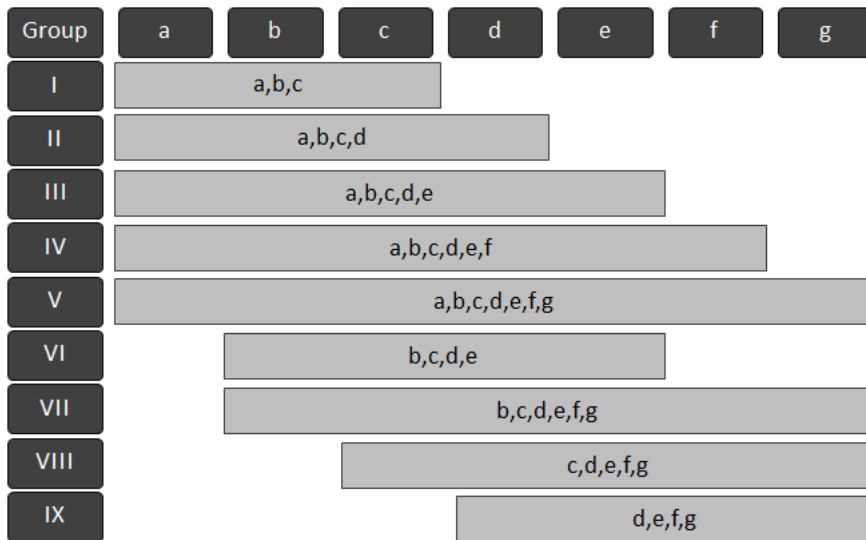 Group a b c d e f g
I a,b,c
II a,b,c,d
III a,b,c,d,e
IV a,b,c,d,e,f
V a,b,c,d,e,f,g
VI b,c,d,e
VII b,c,d,e,f,g
VIII c,d,e,f,g
IX d,e,f,g